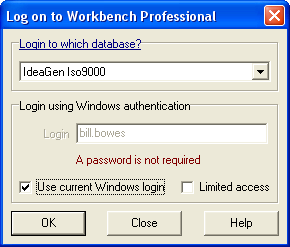 Log on to Workbench Professional
Login to which database?
IdeaGen Iso9000
Login using Windows authentication
Login bill.bowes
A password is not required
Use current Windows login Limited access
OK Close Help